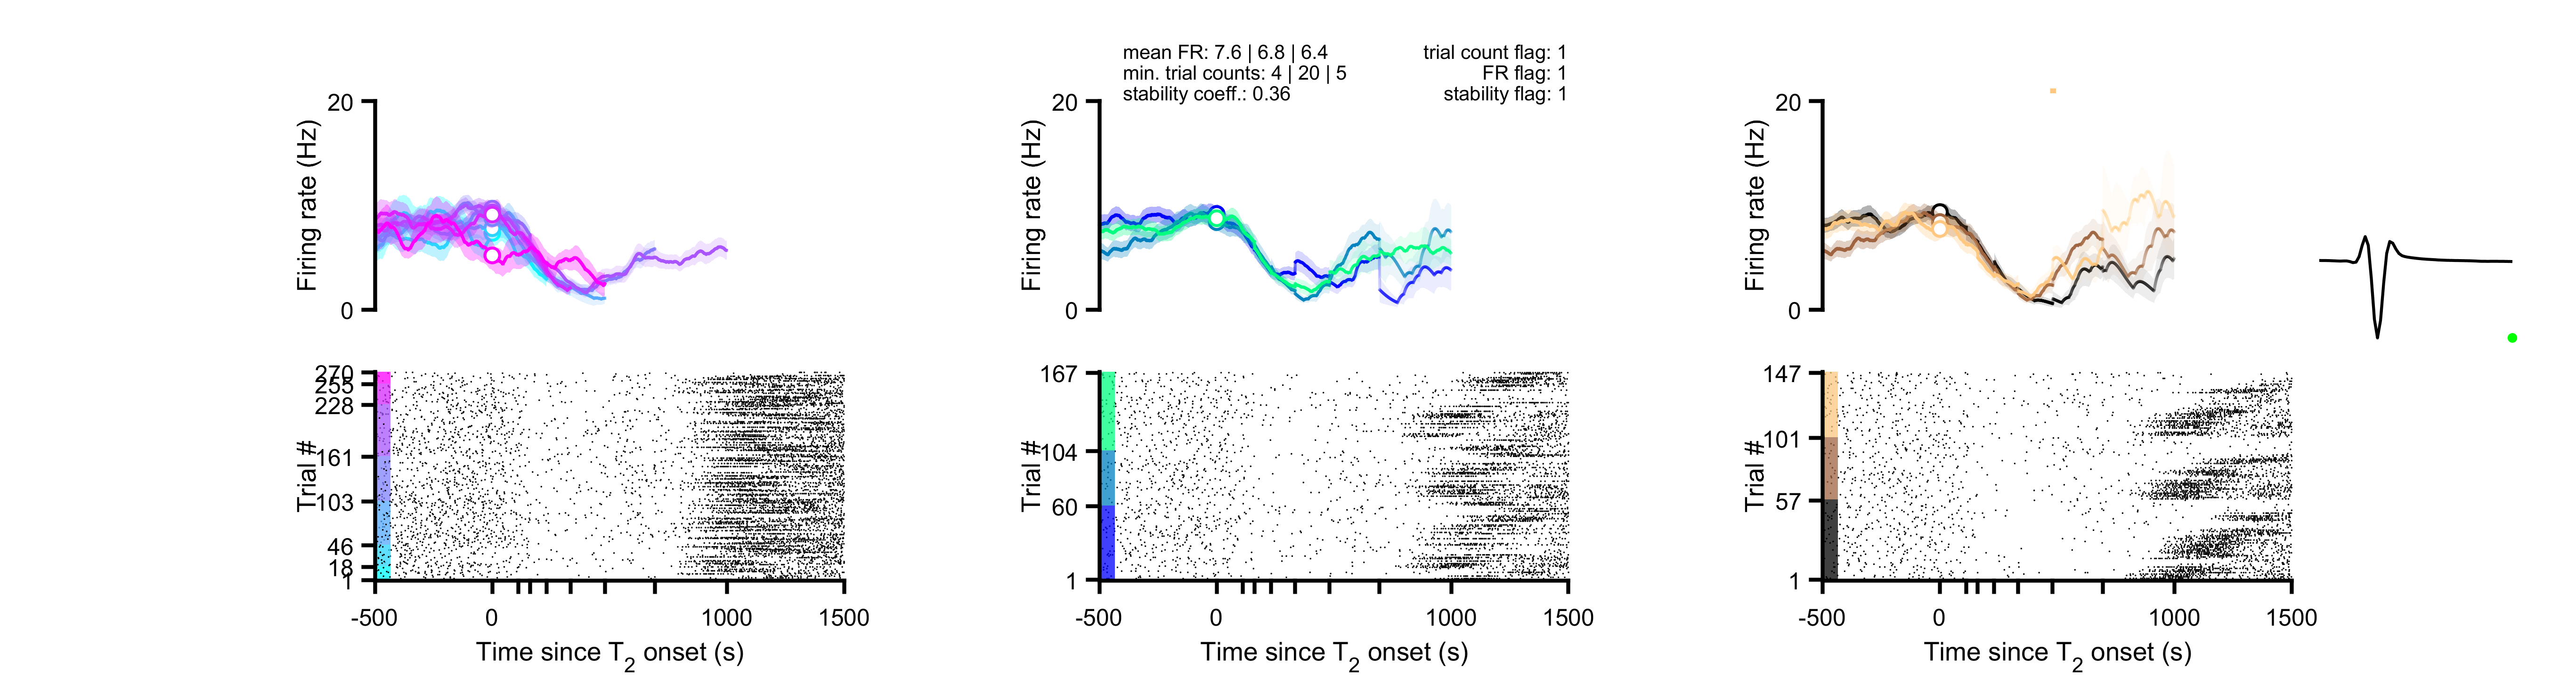 mean FR: 7.6 | 6.8 | 6.4
min. trial counts: 4 | 20 | 5
stability coeff.: 0.36
trial count flag: 1
FR flag: 1
stability flag: 1
20
Firing rate (Hz)
0
20
Firing rate (Hz)
0
20
Firing rate (Hz)
0
270
255
228
161
103
46
18
1
Trial #
-500
0
1000
1500
Time since T2 onset (s)
167
104
60
1
Trial #
-500
0
1000
1500
Time since T2 onset (s)
147
101
57
1
Trial #
-500
0
1000
1500
Time since T2 onset (s)